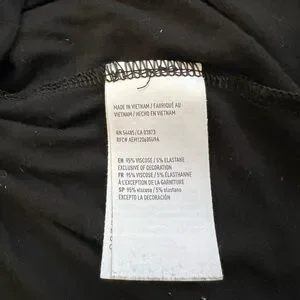 MADE IN VIETNAM / FABRIQUÉ AU
VIETNAM / HECHO EN VIETNAM
RN 54485/CA 03873
RFC# AEH120605UV4
EN 95% VISCOSE / 5% ELASTANE
EXCLUSIVE OF DECORATION
FR 95% VISCOSE / 5% ÉLASTHANNE
À L'EXCEPTION DE LA GARNITURE
SP 95% viscosa / 5% elastano
EXCEPTO LA DECORACIÓN